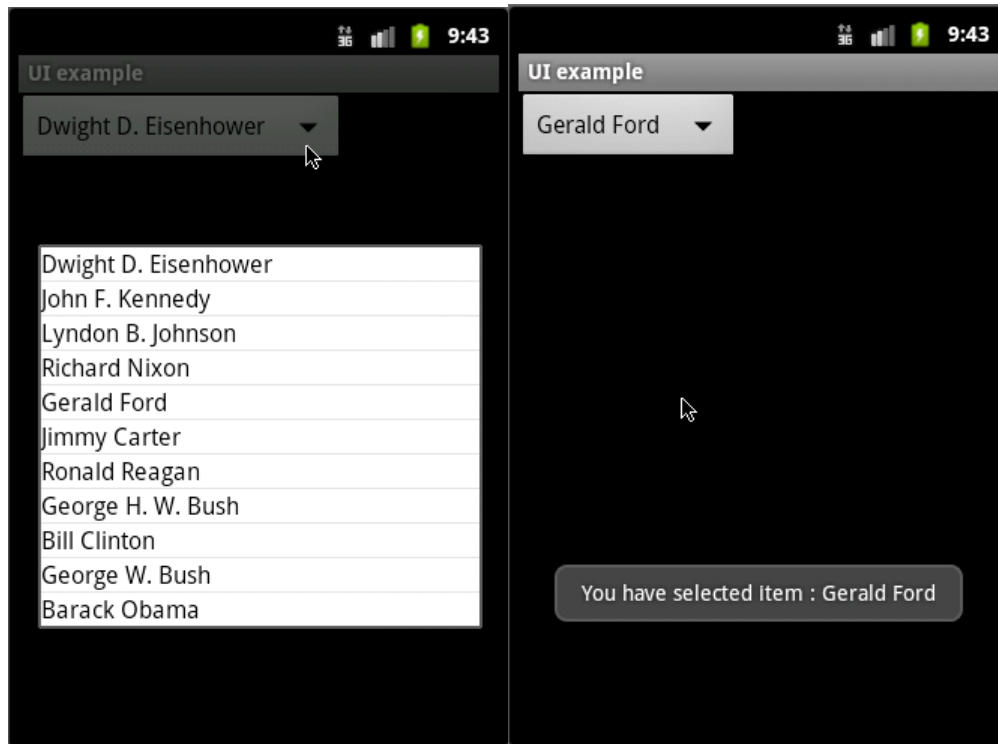 3G 9:43
UI example
Dwight D. Eisenhower
Dwight D. Eisenhower
John F. Kennedy
Lyndon B. Johnson
Richard Nixon
Gerald Ford
Jimmy Carter
Ronald Reagan
George H. W. Bush
Bill Clinton
George W. Bush
Barack Obama
3G 9:43
UI example
Gerald Ford
You have selected item : Gerald Ford